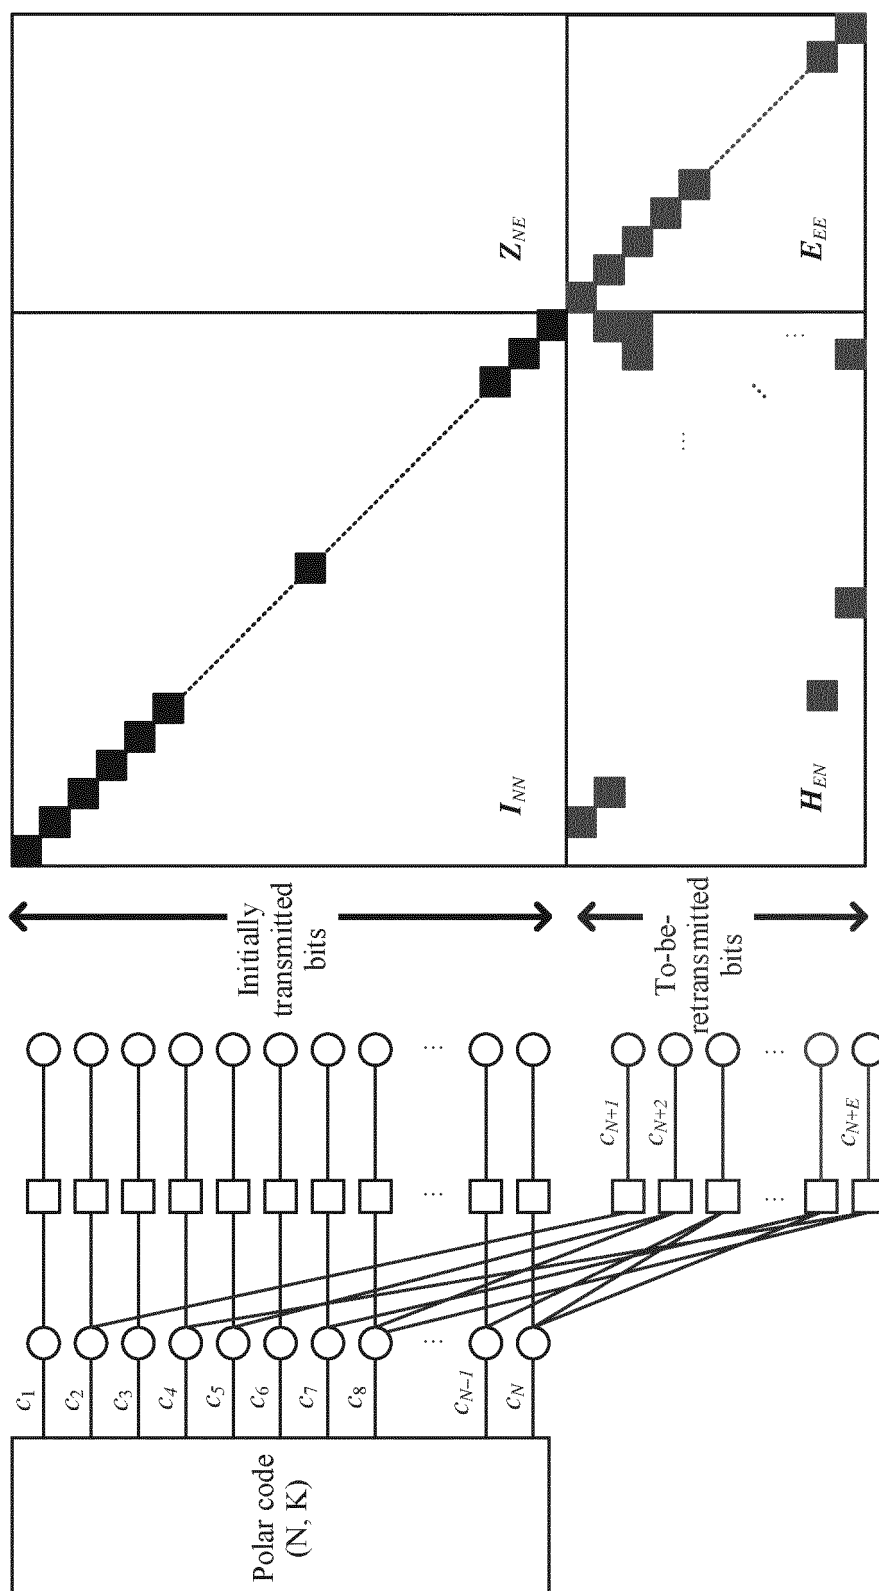 Polar code
(N, K)
c1
c2
c3
c4
c5
c6
c7
c8
...
cN−1
cN
...
...
cN+1
cN+2
...
...
cN+E
Initially
transmitted
bits
To-be-
retransmitted
bits
INN
ZNE
HEN
...
...
EEE